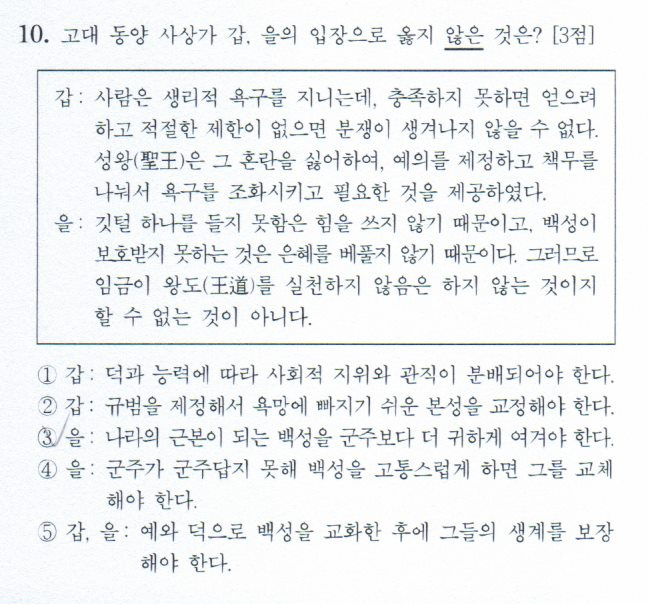 10. 고대 동양 사상가 갑, 을의 입장으로 옳지 않은 것은? [3점]
갑 : 사람은 생리적 욕구를 지니는데, 충족하지 못하면 얻으려
하고 적절한 제한이 없으면 분쟁이 생겨나지 않을 수 없다.
성왕(聖王)은 그 혼란을 싫어하여, 예의를 제정하고 책무를
나눠서 욕구를 조화시키고 필요한 것을 제공하였다.
을 : 깃털 하나를 들지 못함은 힘을 쓰지 않기 때문이고, 백성이
보호받지 못하는 것은 은혜를 베풀지 않기 때문이다. 그러므로
임금이 왕도(王道)를 실천하지 않음은 하지 않는 것이지
할 수 없는 것이 아니다.
① 갑 : 덕과 능력에 따라 사회적 지위와 관직이 분배되어야 한다.
② 갑 : 규범을 제정해서 욕망에 빠지기 쉬운 본성을 교정해야 한다.
③ 을 : 나라의 근본이 되는 백성을 군주보다 더 귀하게 여겨야 한다.
④ 을 : 군주가 군주답지 못해 백성을 고통스럽게 하면 그를 교체
해야 한다.
⑤ 갑, 을 : 예와 덕으로 백성을 교화한 후에 그들의 생계를 보장
해야 한다.